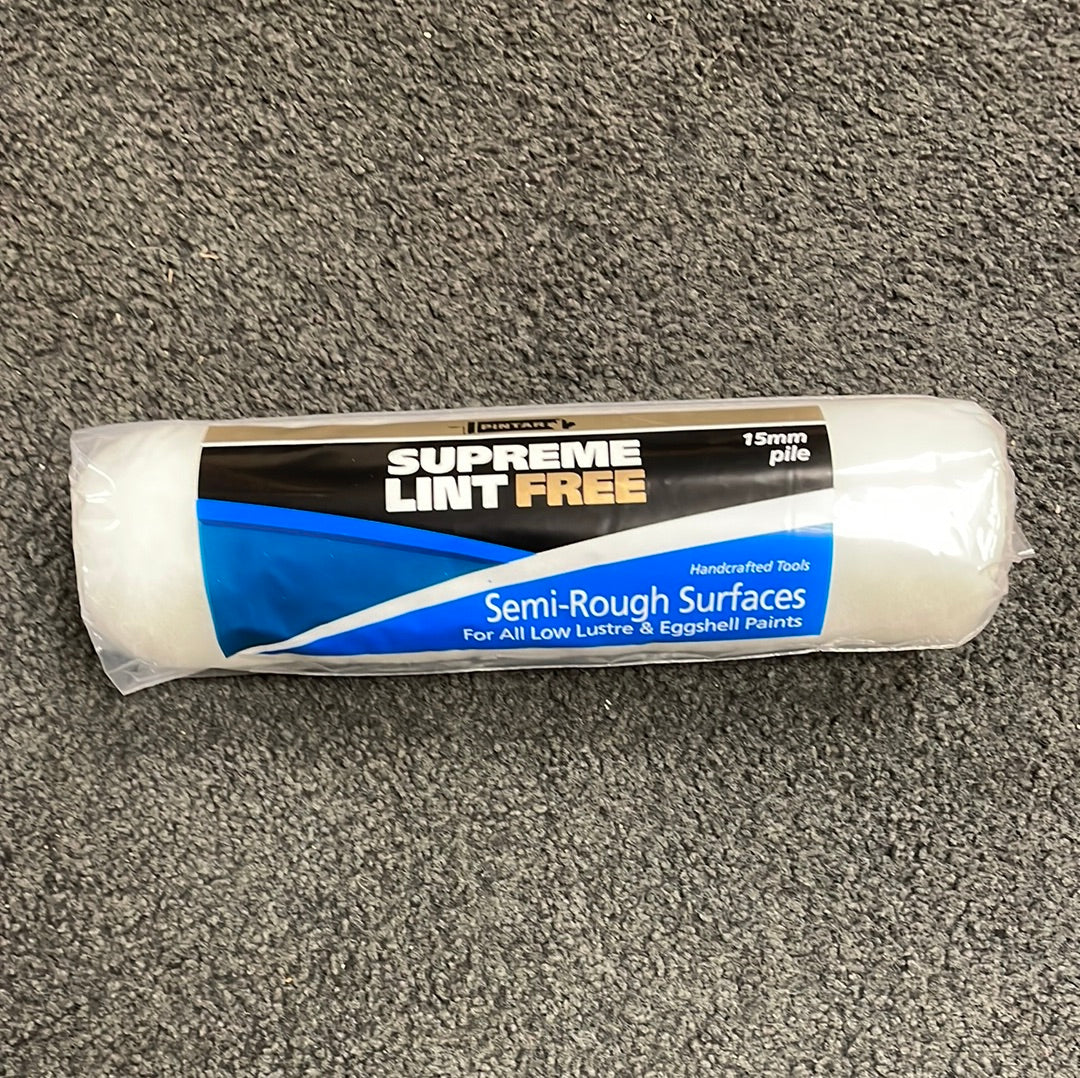 PINTAR
SUPREME
LINT FREE
15mm
pile
Handcrafted Tools
Semi-Rough Surfaces
For All Low Lustre & Eggshell Paints